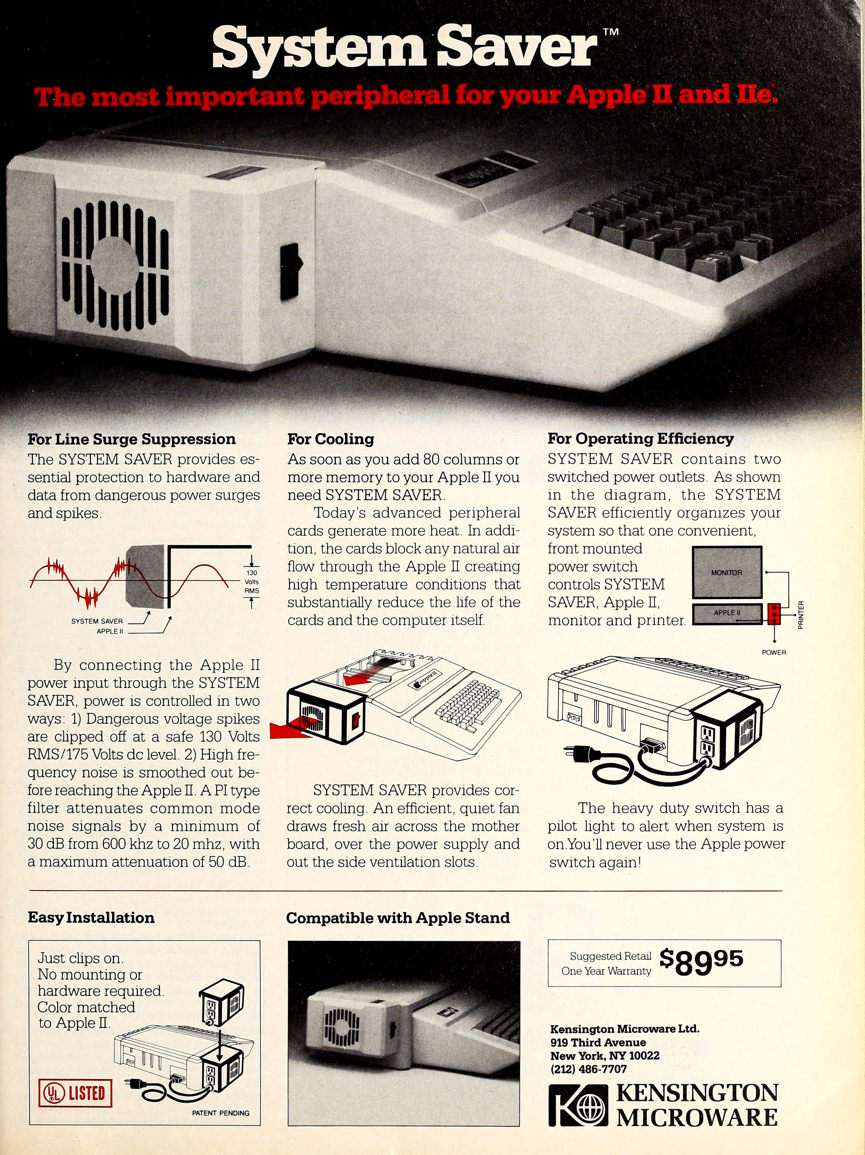 System Saver™
The most important peripheral for your Apple® II and IIe®.
For Line Surge Suppression
The SYSTEM SAVER provides es-
sential protection to hardware and
data from dangerous power surges
and spikes.
130
Volts
RMS
SYSTEM SAVER
APPLE II
By connecting the Apple II
power input through the SYSTEM
SAVER, power is controlled in two
ways: 1) Dangerous voltage spikes
are clipped off at a safe 130 Volts
RMS/175 Volts dc level. 2) High fre-
quency noise is smoothed out be-
fore reaching the Apple II. A PI type
filter attenuates common mode
noise signals by a minimum of
30 dB from 600 khz to 20 mhz, with
a maximum attenuation of 50 dB.
For Cooling
As soon as you add 80 columns or
more memory to your Apple II you
need SYSTEM SAVER.
Today's advanced peripheral
cards generate more heat. In addi-
tion, the cards block any natural air
flow through the Apple II creating
high temperature conditions that
substantially reduce the life of the
cards and the computer itself.
SYSTEM SAVER provides cor-
rect cooling. An efficient, quiet fan
draws fresh air across the mother
board, over the power supply and
out the side ventilation slots.
For Operating Efficiency
SYSTEM SAVER contains two
switched power outlets. As shown
in the diagram, the SYSTEM
SAVER efficiently organizes your
system so that one convenient,
front mounted
power switch
controls SYSTEM
SAVER, Apple II,
monitor and printer.
MONITOR
APPLE II
PRINTER
POWER
The heavy duty switch has a
pilot light to alert when system is
on. You'll never use the Apple power
switch again!
Easy Installation
Just clips on.
No mounting or
hardware required.
Color matched
to Apple II.
UL LISTED
PATENT PENDING
Compatible with Apple Stand
Suggested Retail $8995
One Year Warranty
Kensington Microware Ltd.
919 Third Avenue
New York, NY 10022
(212) 486-7707
KENSINGTON
MICROWARE